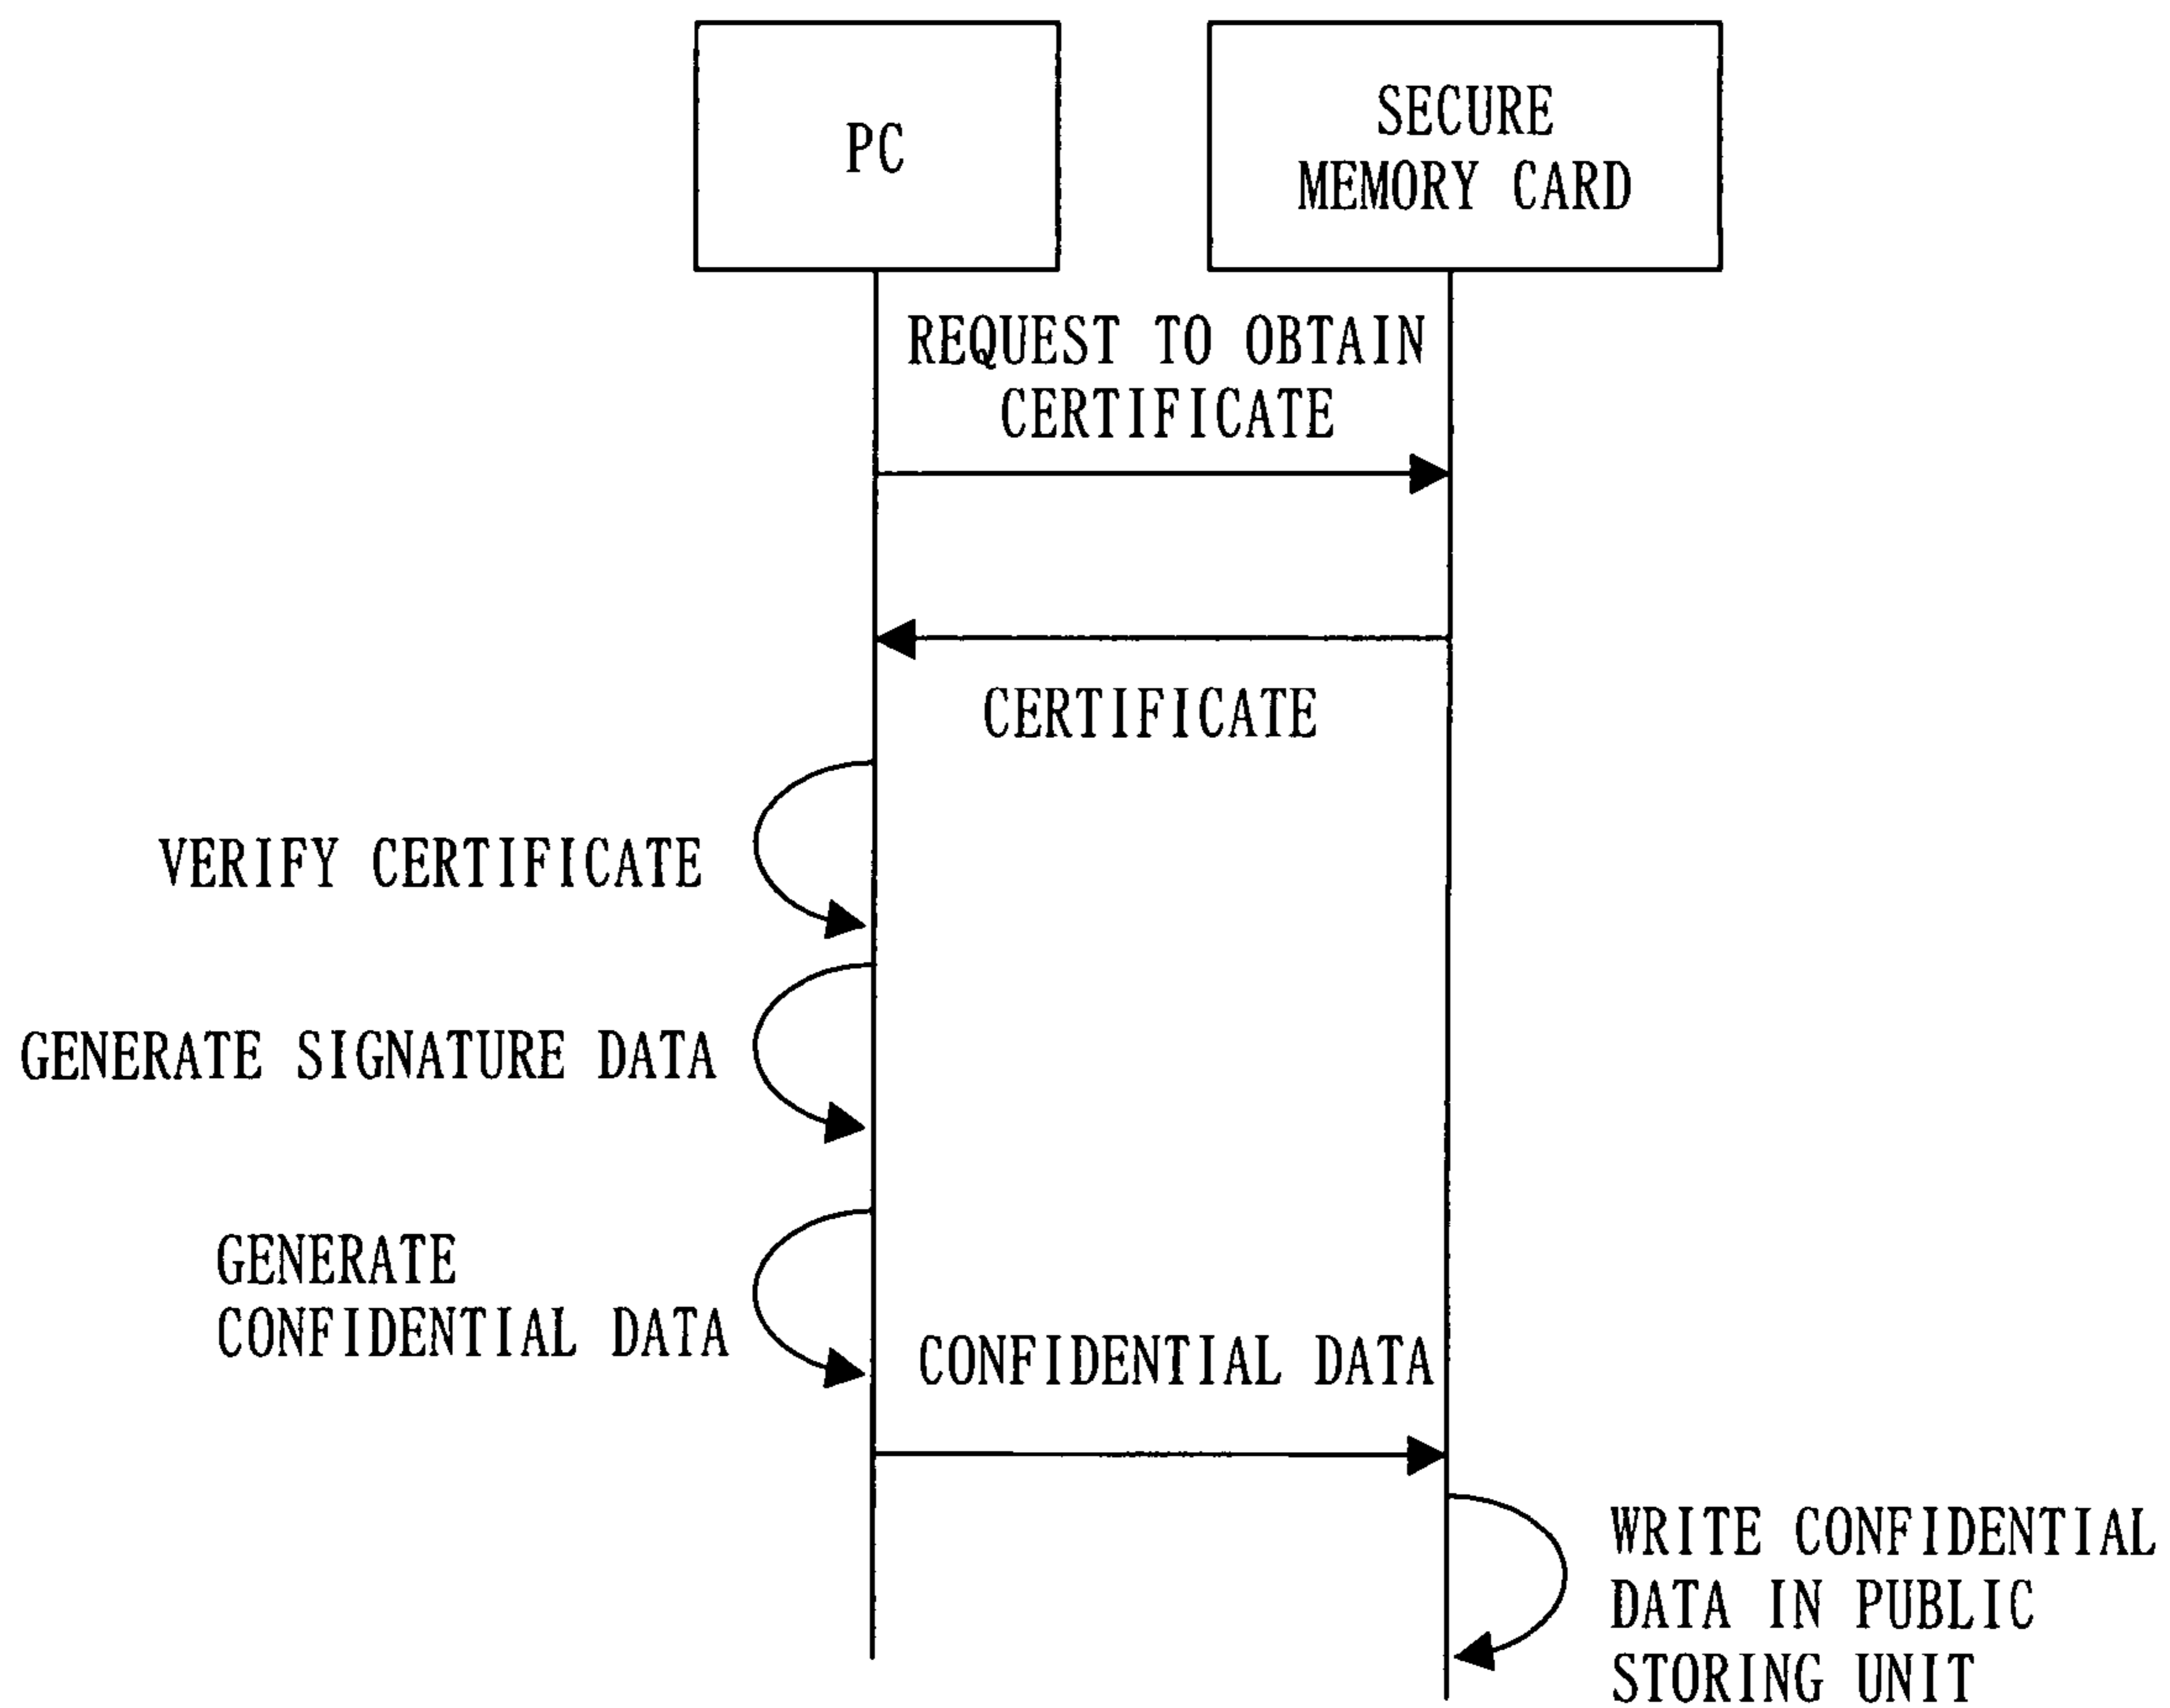 PC
SECURE
MEMORY CARD
REQUEST TO OBTAIN
CERTIFICATE
CERTIFICATE
VERIFY CERTIFICATE
GENERATE SIGNATURE DATA
GENERATE
CONFIDENTIAL DATA
CONFIDENTIAL DATA
WRITE CONFIDENTIAL
DATA IN PUBLIC
STORING UNIT